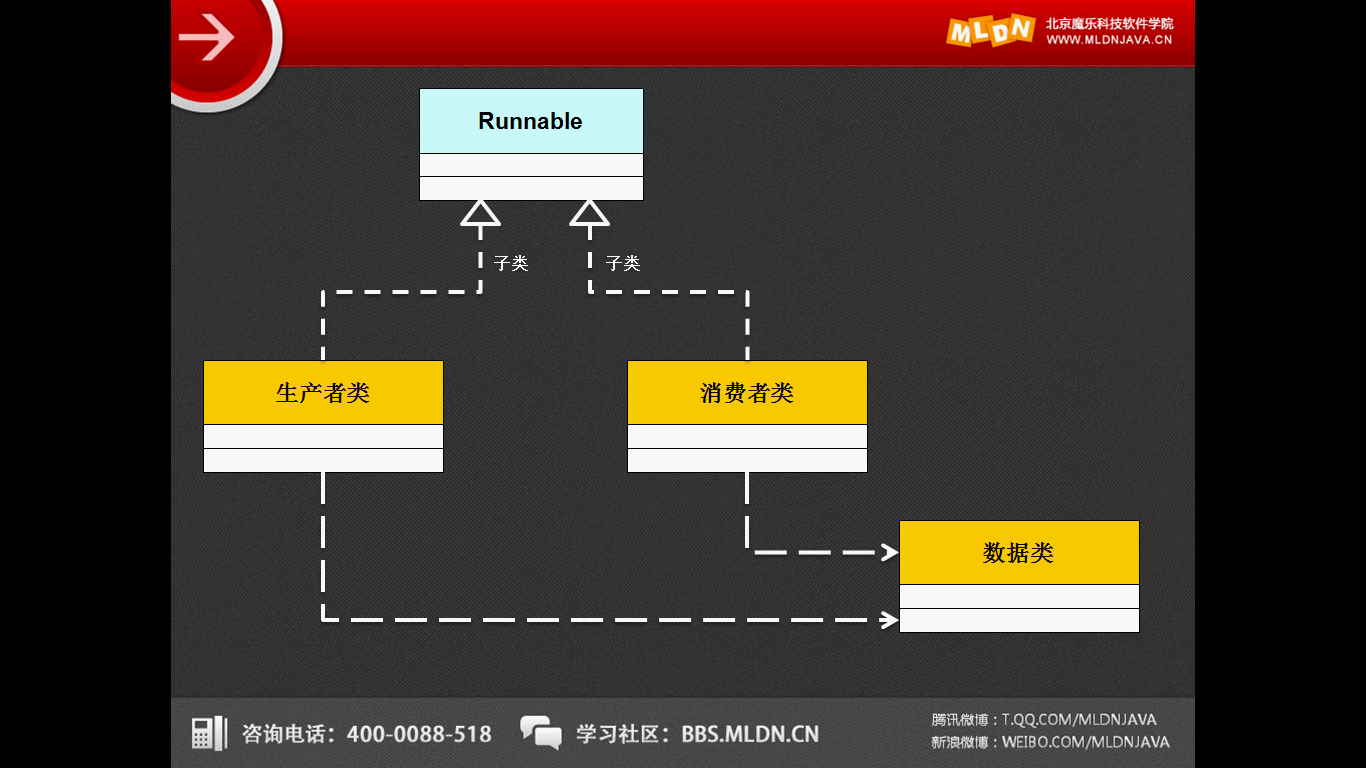 MLDN
北京魔乐科技软件学院
WWW.MLDNJAVA.CN
Runnable
子类
子类
生产者类
消费者类
数据类
咨询电话：400-0088-518
学习社区：BBS.MLDN.CN
腾讯微博：T.QQ.COM/MLDNJAVA
新浪微博：WEIBO.COM/MLDNJAVA